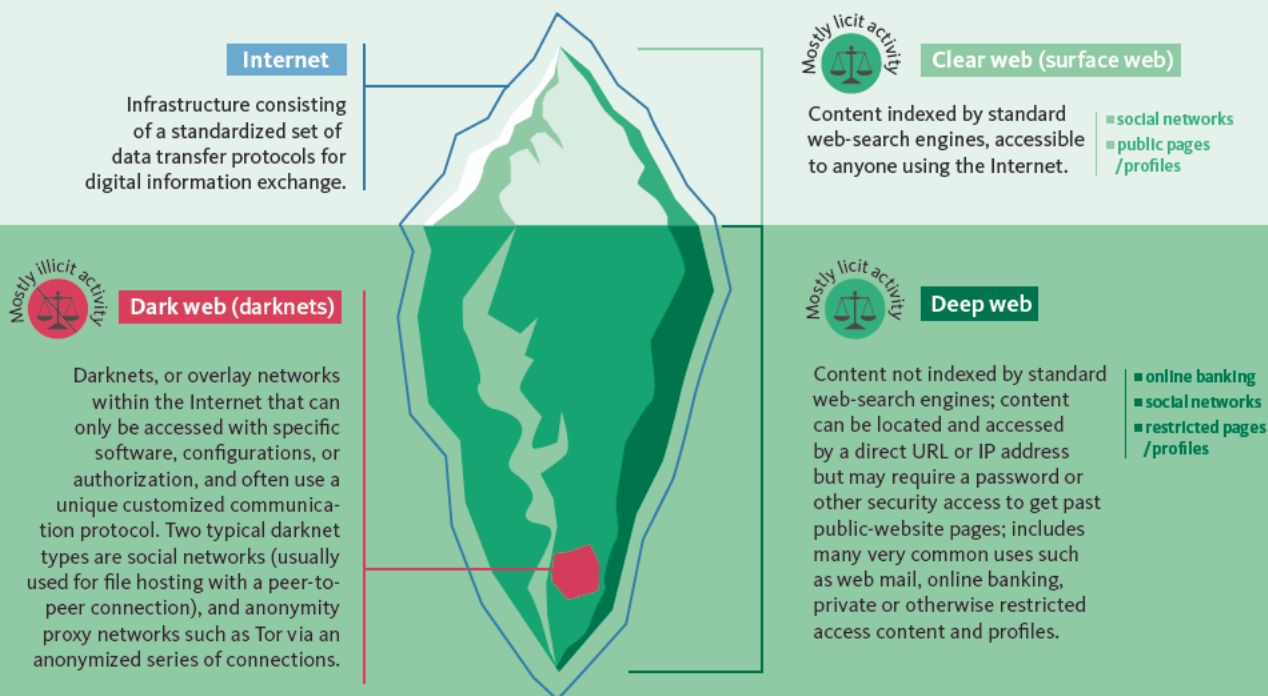 Internet
Infrastructure consisting
of a standardized set of
data transfer protocols for
digital information exchange.
Mostly licit activity
Clear web (surface web)
Content indexed by standard
web-search engines, accessible
to anyone using the Internet.
social networks
public pages
/profiles
Mostly illicit activity
Dark web (darknets)
Darknets, or overlay networks
within the Internet that can
only be accessed with specific
software, configurations, or
authorization, and often use a
unique customized communica-
tion protocol. Two typical darknet
types are social networks (usually
used for file hosting with a peer-to-
peer connection), and anonymity
proxy networks such as Tor via an
anonymized series of connections.
Mostly licit activity
Deep web
Content not indexed by standard
web-search engines; content
can be located and accessed
by a direct URL or IP address
but may require a password or
other security access to get past
public-website pages; includes
many very common uses such
as web mail, online banking,
private or otherwise restricted
access content and profiles.
online banking
social networks
restricted pages
/profiles